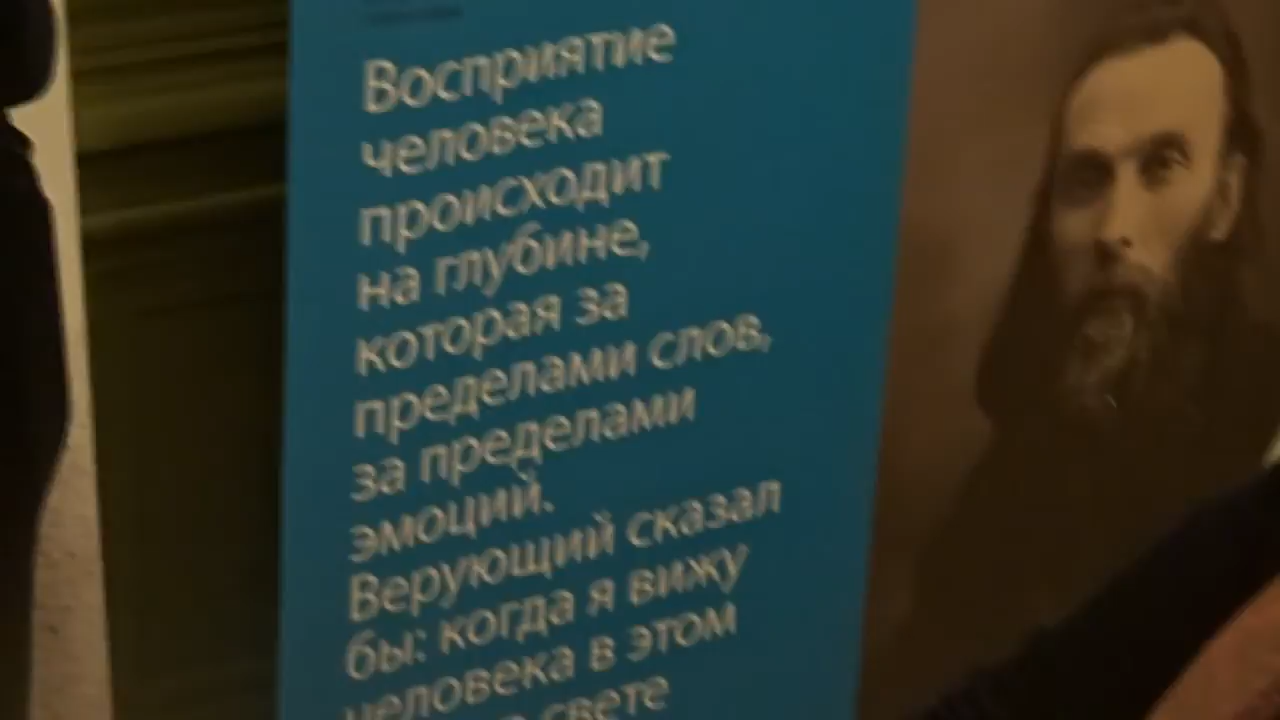 Восприятие
человека
происходит
на глубине,
которая за
пределами слов,
за пределами
эмоций.
Верующий сказал
бы: когда я вижу
человека в этом
свете